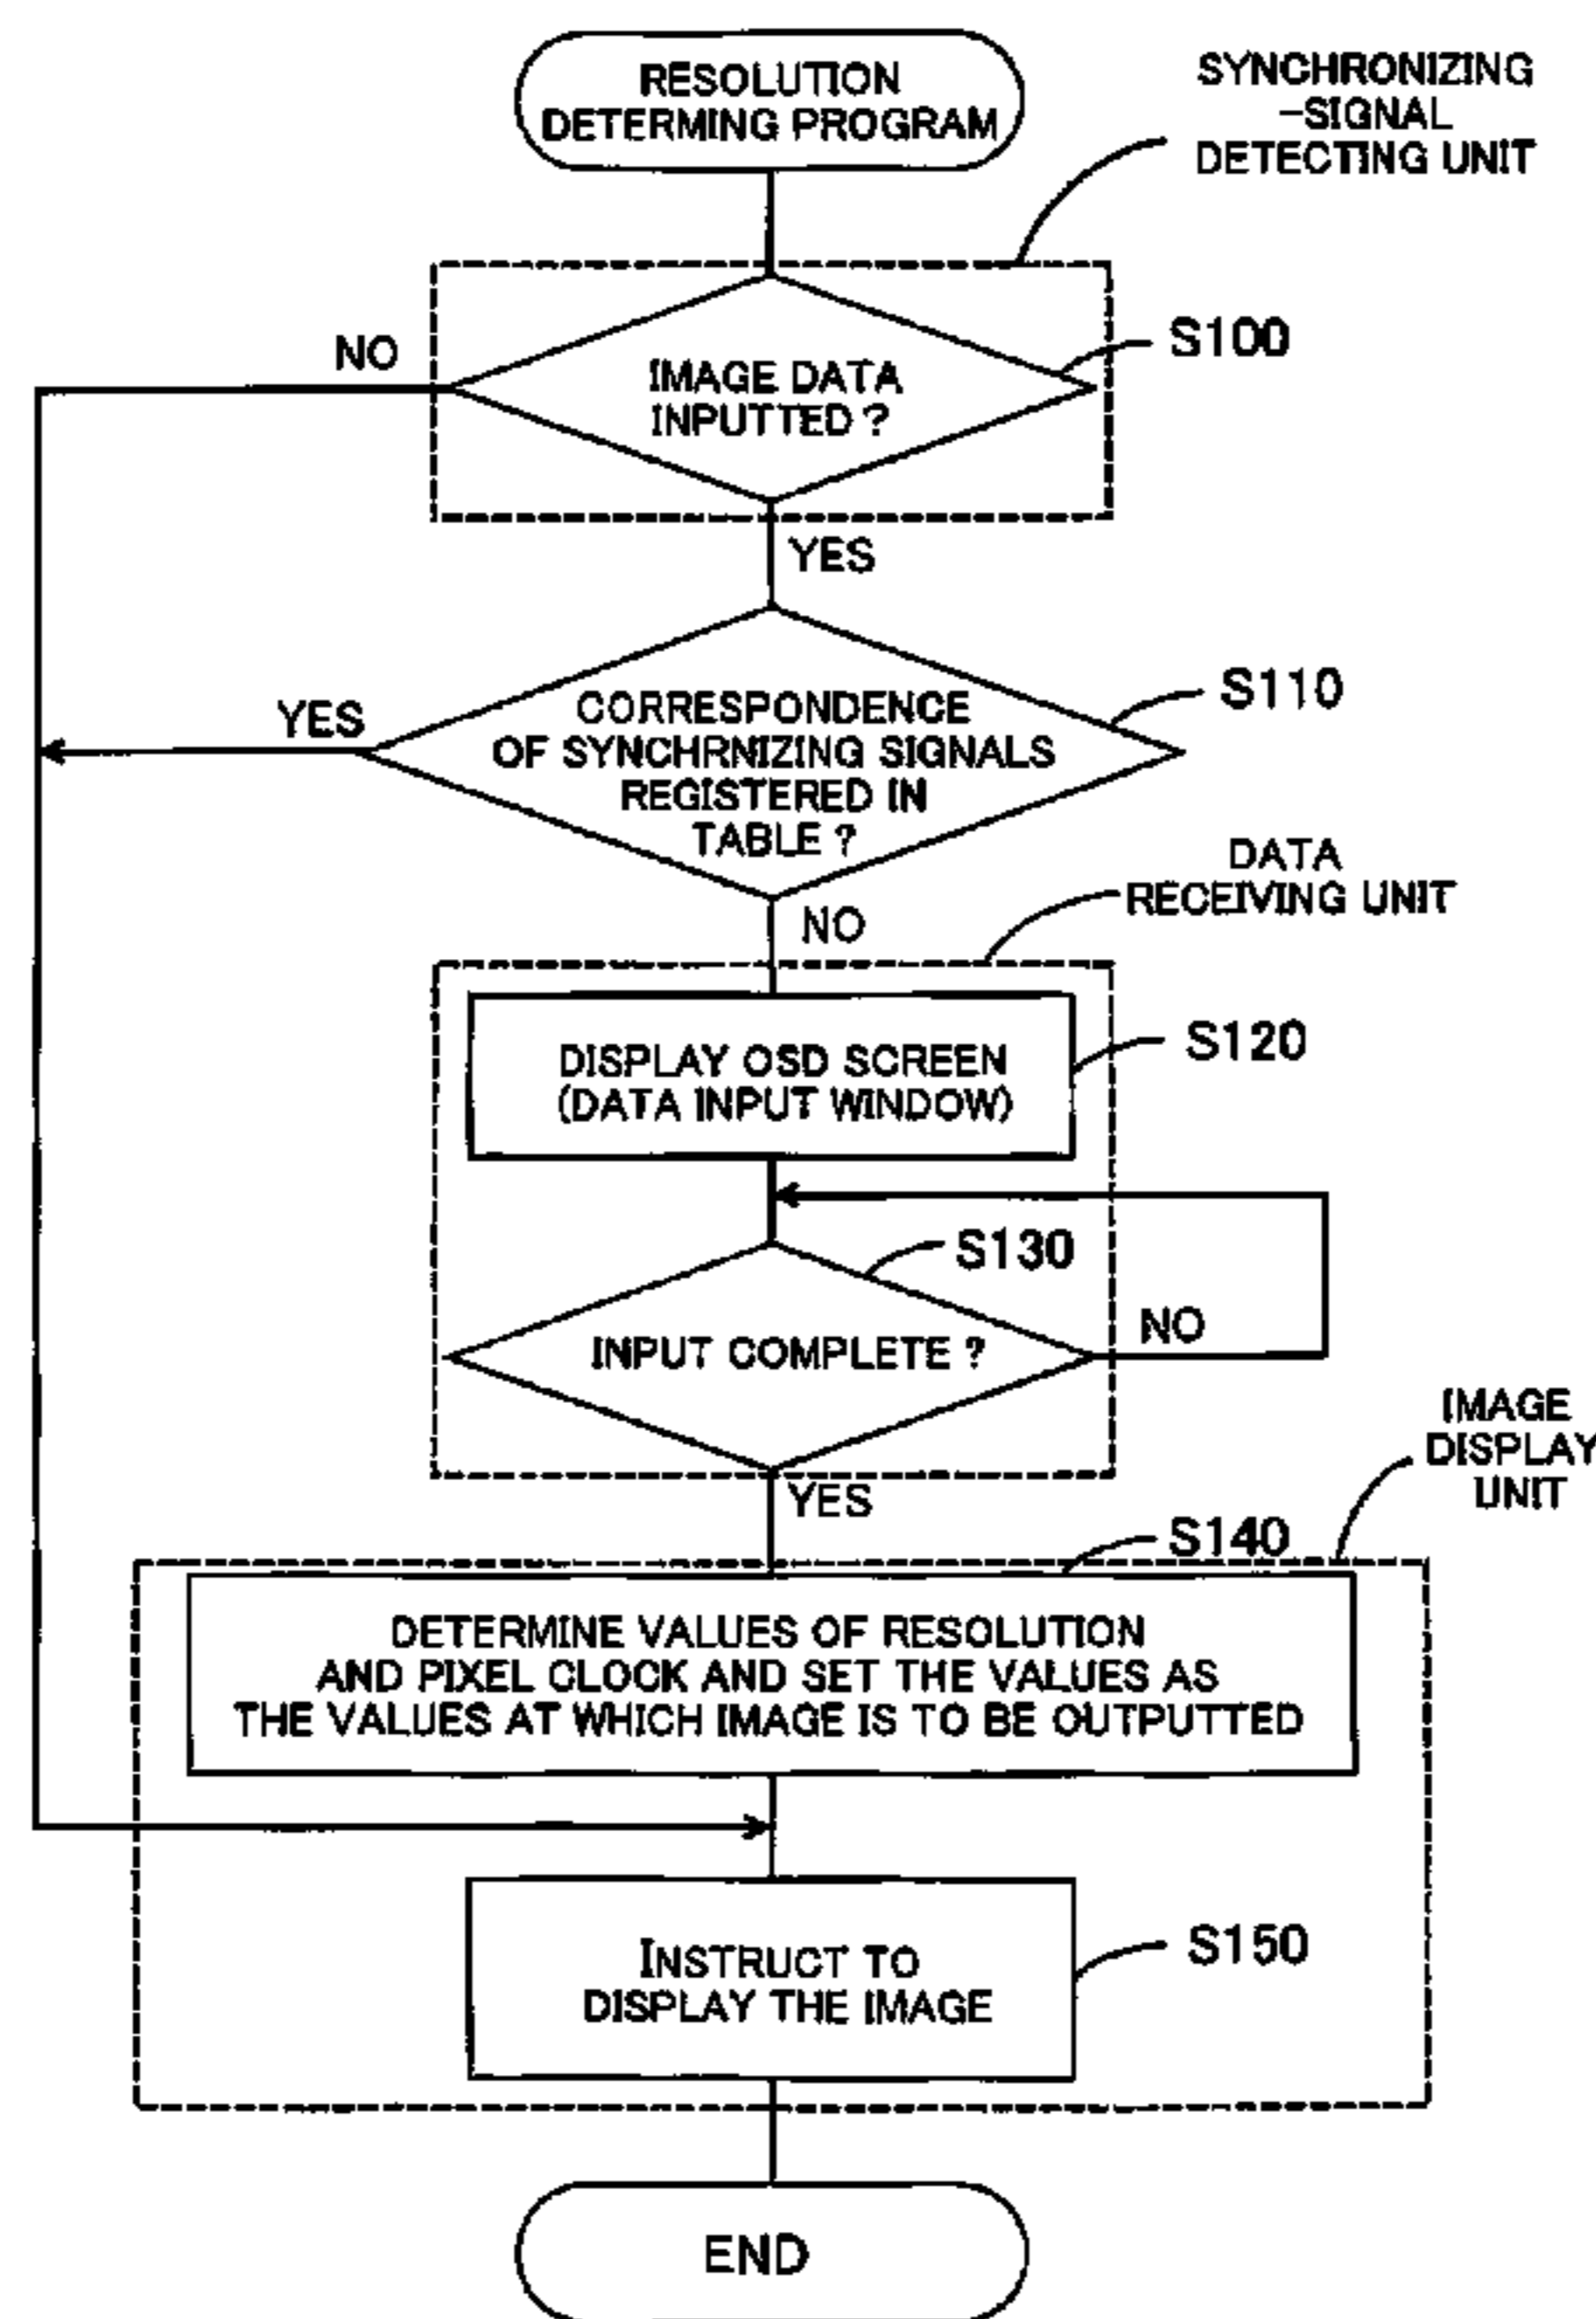 RESOLUTION
DETERMING PROGRAM
SYNCHRONIZING
-SIGNAL
DETECTING UNIT
NO
S100
IMAGE DATA
INPUTTED ?
YES
S110
YES
CORRESPONDENCE
OF SYNCHRNIZING SIGNALS
REGISTERED IN
TABLE ?
DATA
RECEIVING UNIT
NO
S120
DISPLAY OSD SCREEN
(DATA INPUT WINDOW)
S130
NO
INPUT COMPLETE ?
IMAGE
DISPLAY
UNIT
YES
S140
DETERMINE VALUES OF RESOLUTION
AND PIXEL CLOCK AND SET THE VALUES AS
THE VALUES AT WHICH IMAGE IS TO BE OUTPUTTED
S150
INSTRUCT TO
DISPLAY THE IMAGE
END